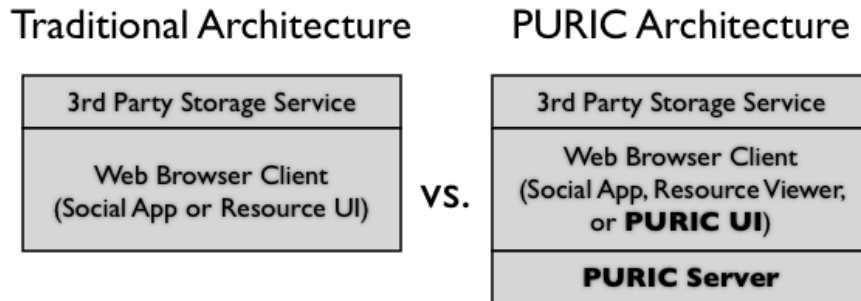 Traditional Architecture
3rd Party Storage Service
Web Browser Client
(Social App or Resource UI)
vs.
PURIC Architecture
3rd Party Storage Service
Web Browser Client
(Social App, Resource Viewer,
or PURIC UI)
PURIC Server